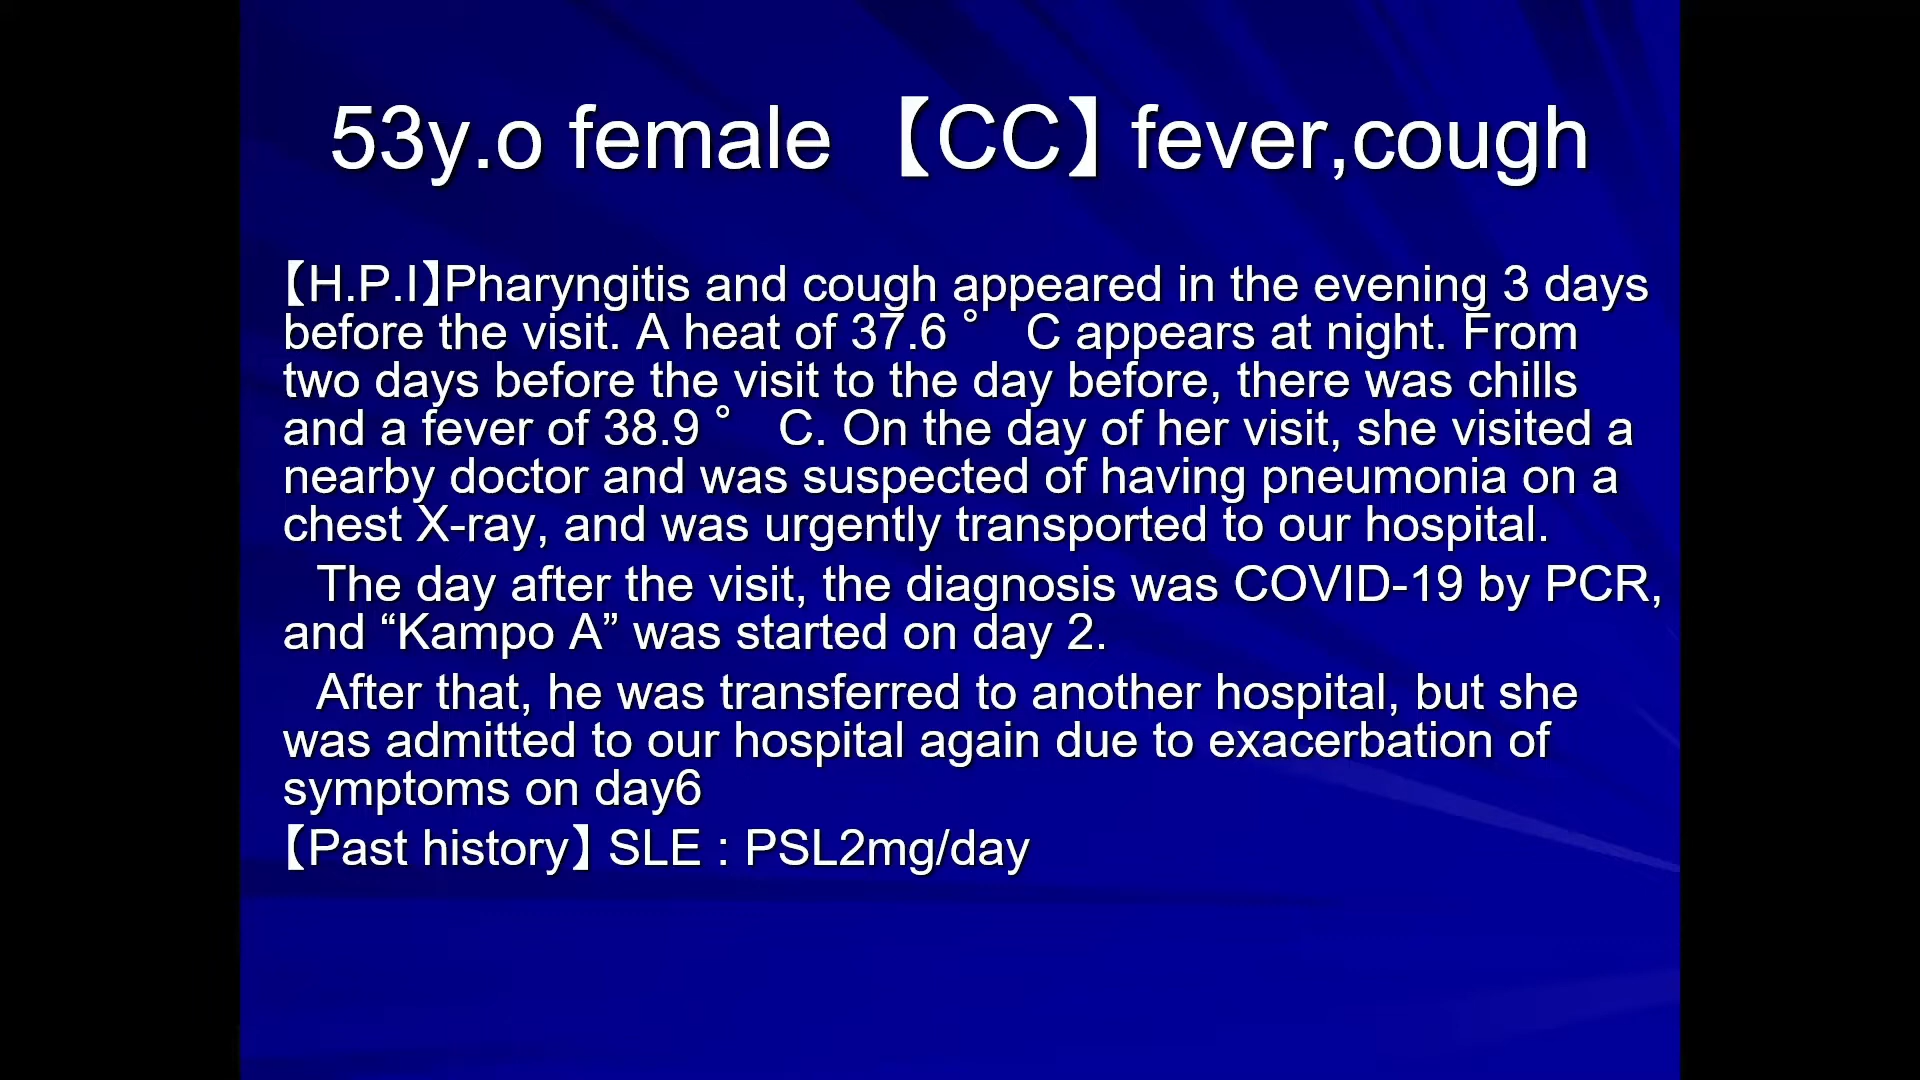 53y.o female 【CC】 fever,cough
【H.P.I】Pharyngitis and cough appeared in the evening 3 days
before the visit. A heat of 37.6 ° C appears at night. From
two days before the visit to the day before, there was chills
and a fever of 38.9 ° C. On the day of her visit, she visited a
nearby doctor and was suspected of having pneumonia on a
chest X-ray, and was urgently transported to our hospital.
The day after the visit, the diagnosis was COVID-19 by PCR,
and “Kampo A” was started on day 2.
After that, he was transferred to another hospital, but she
was admitted to our hospital again due to exacerbation of
symptoms on day6
【Past history】 SLE : PSL2mg/day